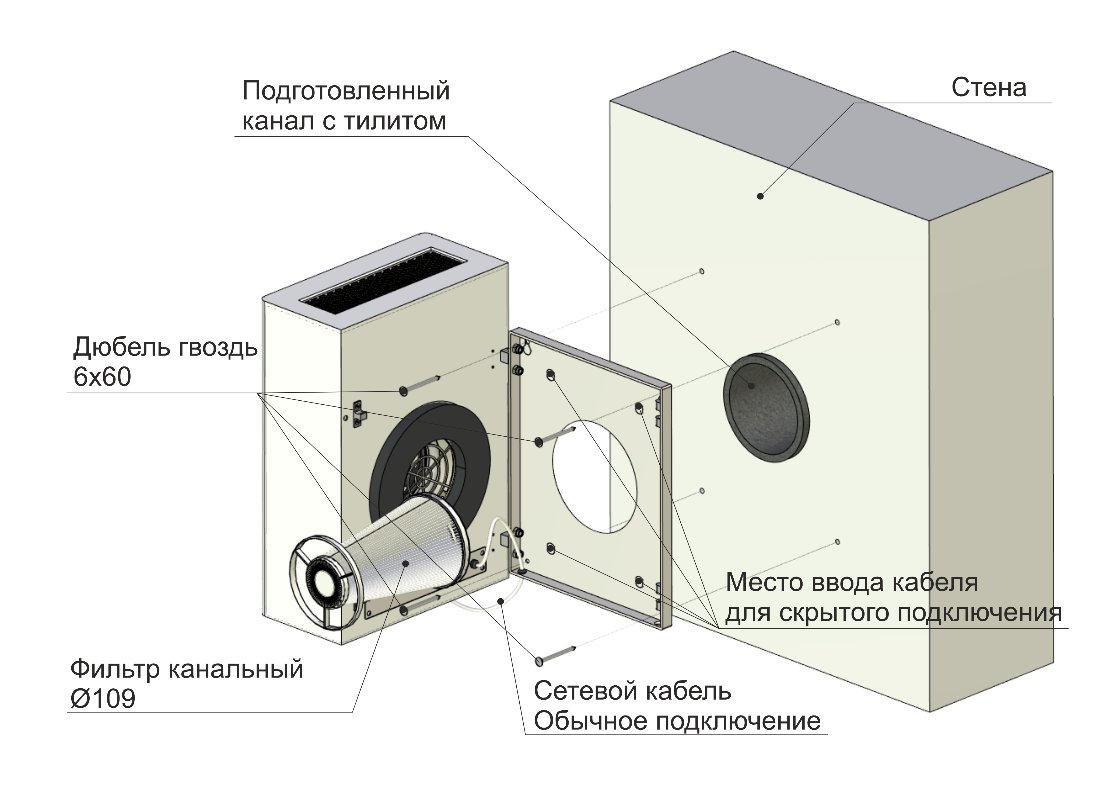 Подготовленный
канал с тилитом
Стена
Дюбель гвоздь
6х60
Место ввода кабеля
для скрытого подключения
Фильтр канальный
Ø109
Сетевой кабель
Обычное подключение